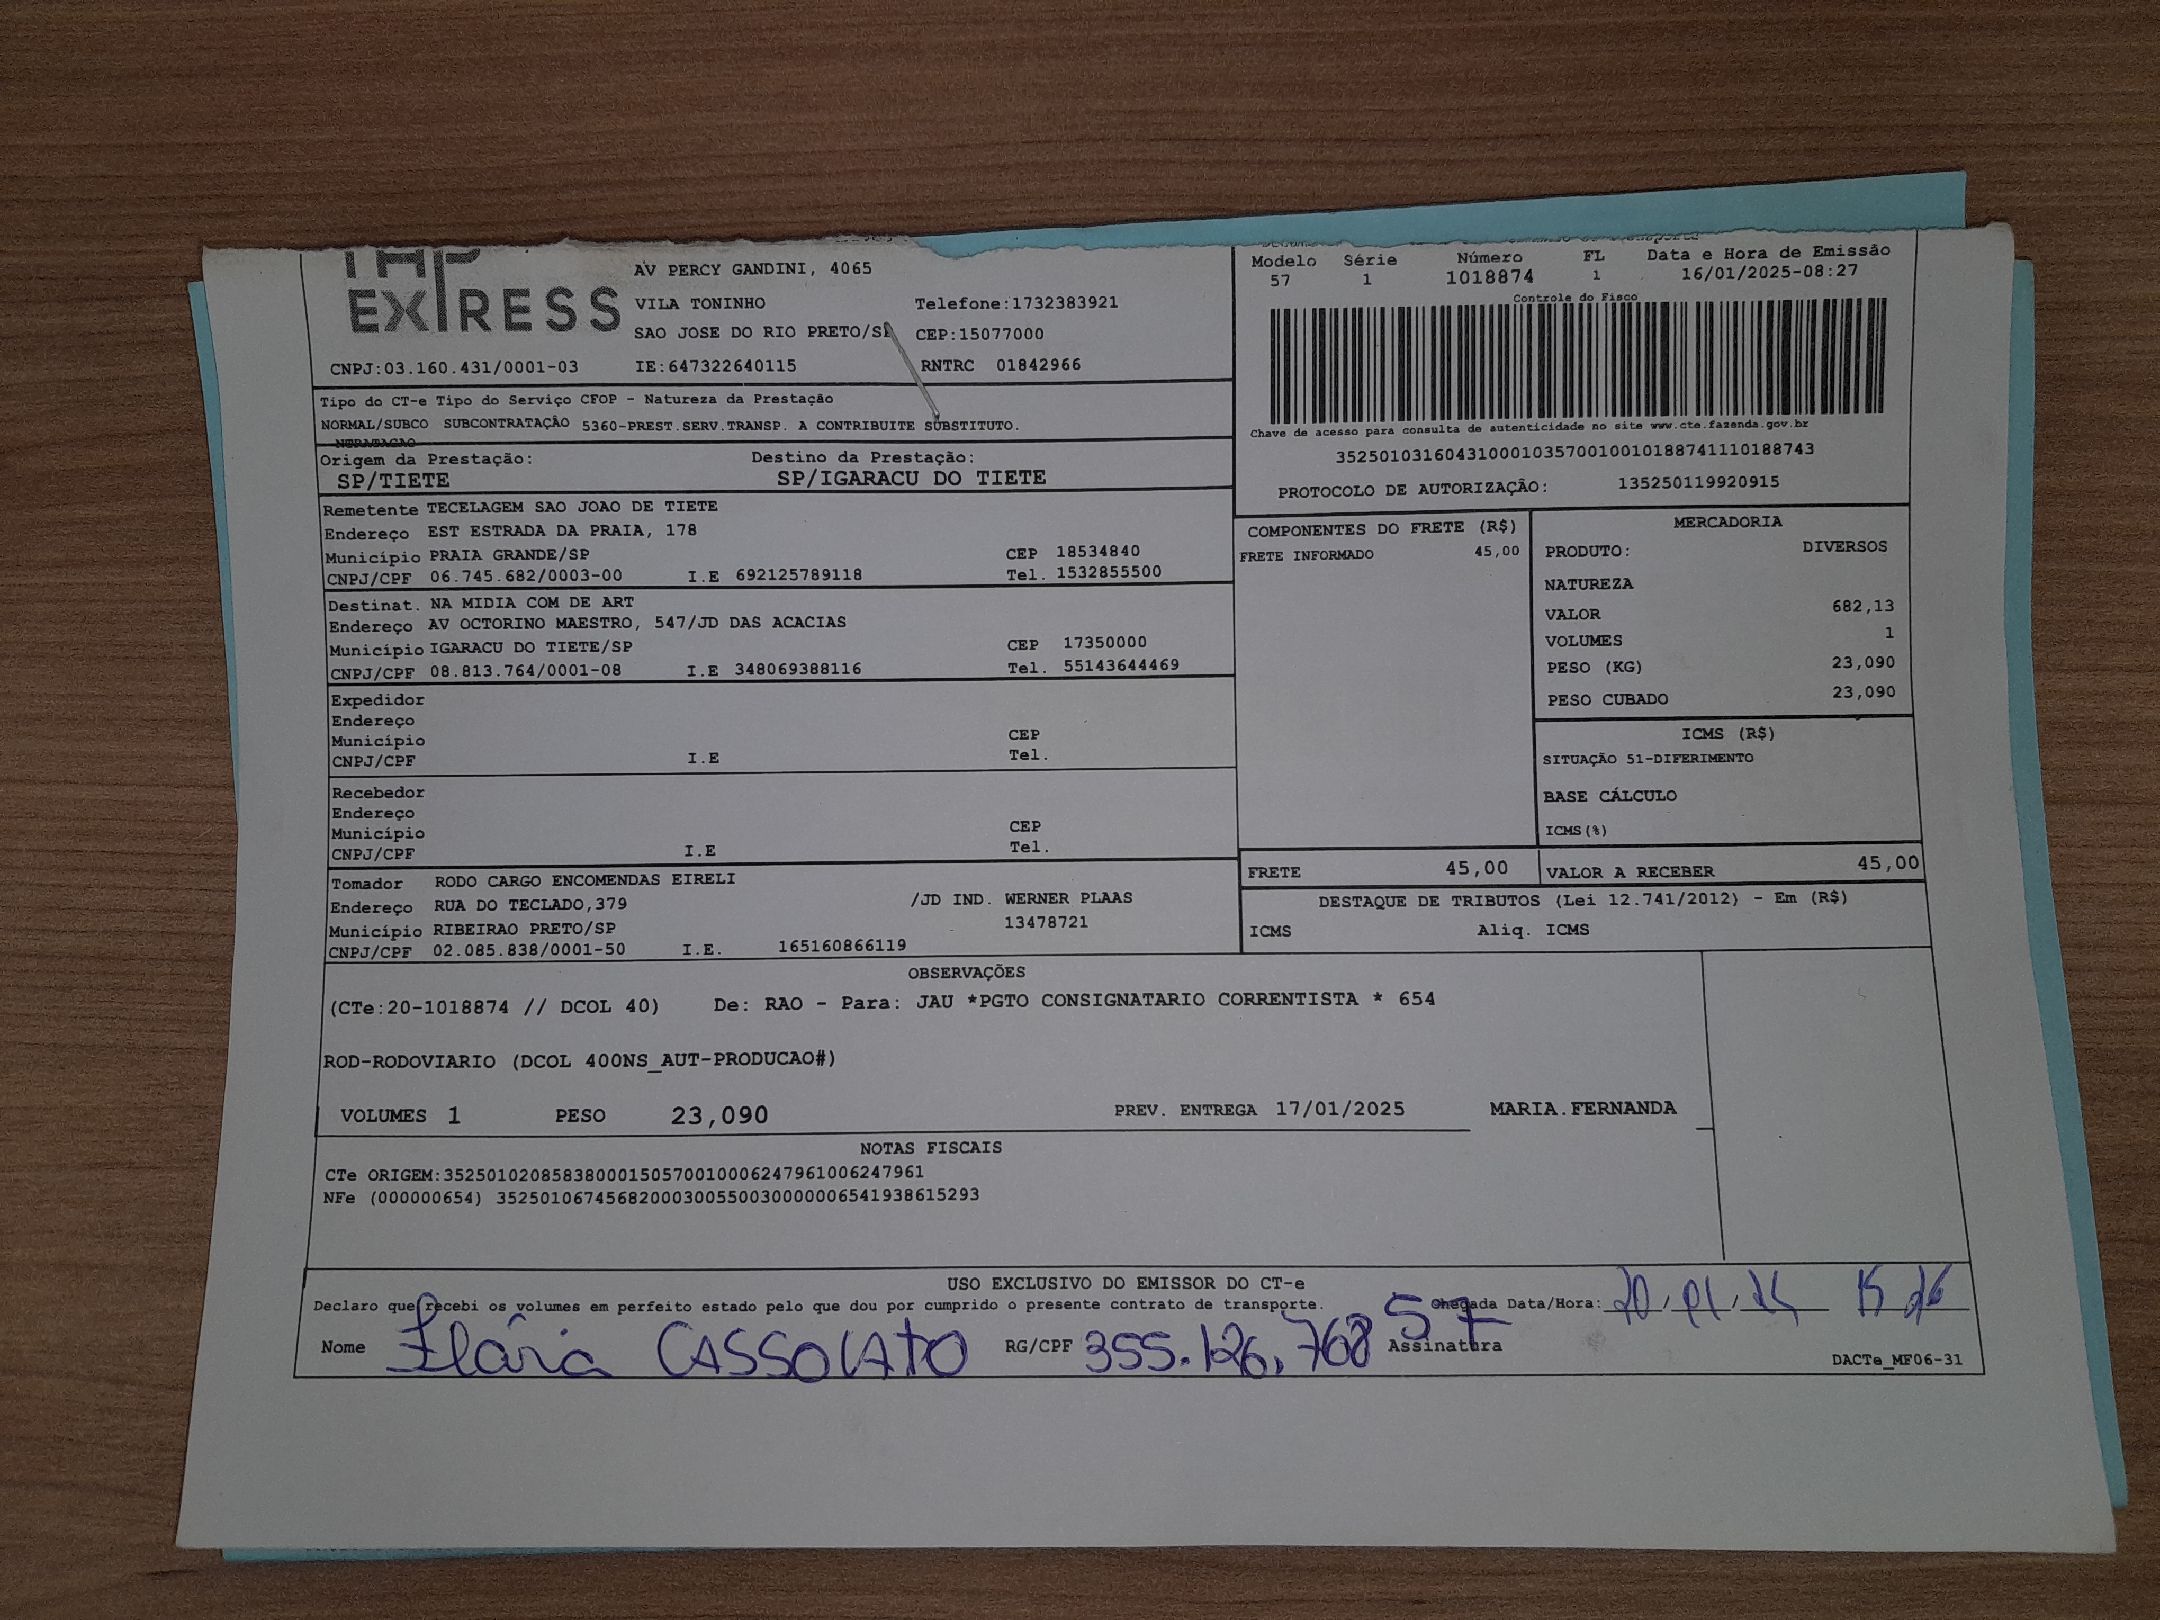 EXPRESS
AV PERCY GANDINI, 4065
VILA TONINHO Telefone:1732383921
SAO JOSE DO RIO PRETO/SP CEP:15077000
CNPJ:03.160.431/0001-03 IE:647322640115 RNTRC 01842966
Modelo Série Número FL Data e Hora de Emissão
57 1 1018874 1 16/01/2025-08:27
Controle do Fisco
Chave de acesso para consulta de autenticidade no site www.cte.fazenda.gov.br
35250103160431000103570010010188741110188743
PROTOCOLO DE AUTORIZAÇÃO: 135250119920915
Tipo do CT-e Tipo do Serviço CFOP - Natureza da Prestação
NORMAL/SUBCO SUBCONTRATAÇÃO 5360-PREST.SERV.TRANSP. A CONTRIBUITE SUBSTITUTO.
NTRATAÇAO
Origem da Prestação: Destino da Prestação:
SP/TIETE SP/IGARACU DO TIETE
Remetente TECELAGEM SAO JOAO DE TIETE
Endereço EST ESTRADA DA PRAIA, 178
Município PRAIA GRANDE/SP CEP 18534840
CNPJ/CPF 06.745.682/0003-00 I.E 692125789118 Tel. 1532855500
Destinat. NA MIDIA COM DE ART
Endereço AV OCTORINO MAESTRO, 547/JD DAS ACACIAS
Município IGARACU DO TIETE/SP CEP 17350000
CNPJ/CPF 08.813.764/0001-08 I.E 348069388116 Tel. 55143644469
Expedidor
Endereço
Município CEP
CNPJ/CPF I.E Tel.
Recebedor
Endereço
Município CEP
CNPJ/CPF I.E Tel.
Tomador RODO CARGO ENCOMENDAS EIRELI
Endereço RUA DO TECLADO,379 /JD IND. WERNER PLAAS
Município RIBEIRAO PRETO/SP 13478721
CNPJ/CPF 02.085.838/0001-50 I.E. 165160866119
COMPONENTES DO FRETE (R$)
FRETE INFORMADO 45,00
MERCADORIA
PRODUTO: DIVERSOS
NATUREZA
VALOR 682,13
VOLUMES 1
PESO (KG) 23,090
PESO CUBADO 23,090
ICMS (R$)
SITUAÇÃO 51-DIFERIMENTO
BASE CÁLCULO
ICMS(%)
FRETE 45,00 VALOR A RECEBER 45,00
DESTAQUE DE TRIBUTOS (Lei 12.741/2012) - Em (R$)
ICMS Aliq. ICMS
OBSERVAÇÕES
(CTe:20-1018874 // DCOL 40) De: RAO - Para: JAU *PGTO CONSIGNATARIO CORRENTISTA * 654
ROD-RODOVIARIO (DCOL 400NS_AUT-PRODUCAO#)
VOLUMES 1 PESO 23,090 PREV. ENTREGA 17/01/2025 MARIA.FERNANDA
NOTAS FISCAIS
CTe ORIGEM:35250102085838000150570010006247961006247961
NFe (000000654) 35250106745682000300550030000006541938615293
USO EXCLUSIVO DO EMISSOR DO CT-e
Declaro que recebi os volumes em perfeito estado pelo que dou por cumprido o presente contrato de transporte. Chegada Data/Hora: 20 01
Nome Flávia CASSOLATO RG/CPF 355.126.768 57 Assinatura
DACTe_MF06-31